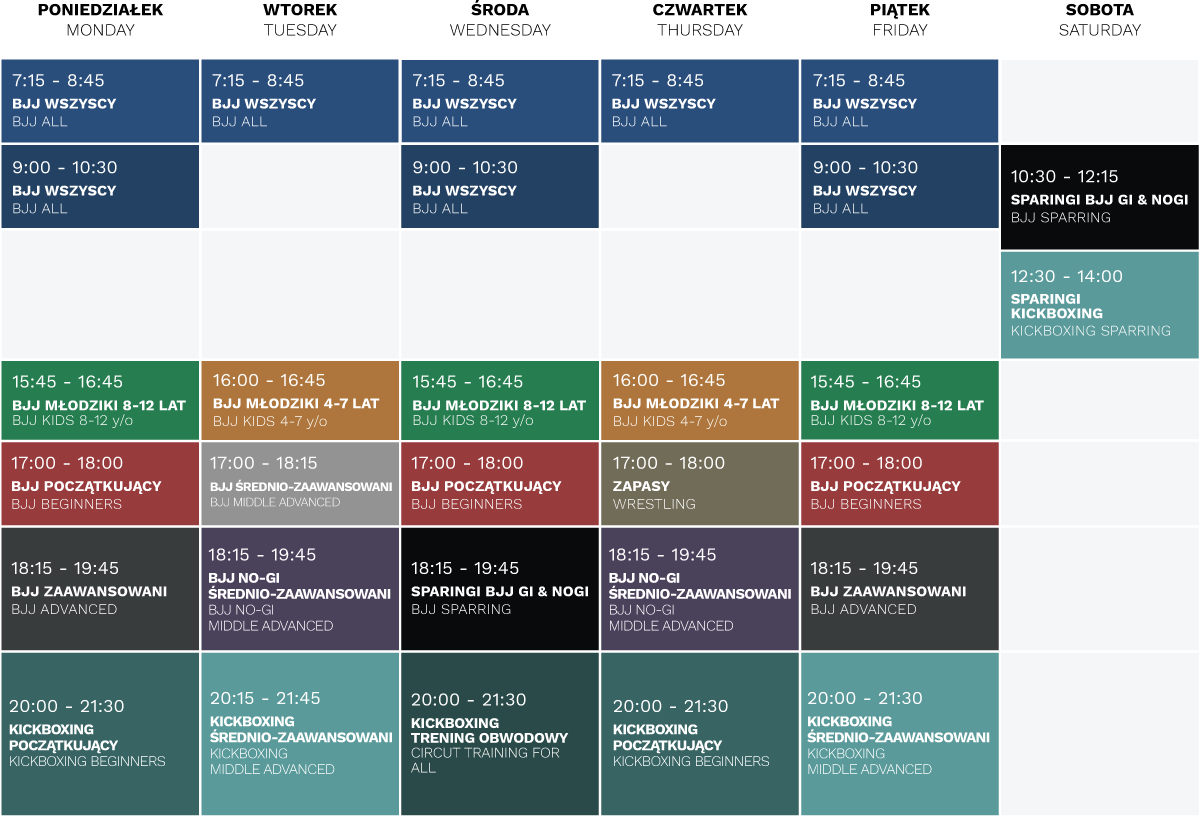 PONIEDZIAŁEK
MONDAY
WTOREK
TUESDAY
ŚRODA
WEDNESDAY
CZWARTEK
THURSDAY
PIĄTEK
FRIDAY
SOBOTA
SATURDAY
7:15 - 8:45
BJJ WSZYSCY
BJJ ALL
7:15 - 8:45
BJJ WSZYSCY
BJJ ALL
7:15 - 8:45
BJJ WSZYSCY
BJJ ALL
7:15 - 8:45
BJJ WSZYSCY
BJJ ALL
7:15 - 8:45
BJJ WSZYSCY
BJJ ALL
9:00 - 10:30
BJJ WSZYSCY
BJJ ALL
9:00 - 10:30
BJJ WSZYSCY
BJJ ALL
9:00 - 10:30
BJJ WSZYSCY
BJJ ALL
10:30 - 12:15
SPARINGI BJJ GI & NOGI
BJJ SPARRING
12:30 - 14:00
SPARINGI
KICKBOXING
KICKBOXING SPARRING
15:45 - 16:45
BJJ MŁODZIKI 8-12 LAT
BJJ KIDS 8-12 y/o
16:00 - 16:45
BJJ MŁODZIKI 4-7 LAT
BJJ KIDS 4-7 y/o
15:45 - 16:45
BJJ MŁODZIKI 8-12 LAT
BJJ KIDS 8-12 y/o
16:00 - 16:45
BJJ MŁODZIKI 4-7 LAT
BJJ KIDS 4-7 y/o
15:45 - 16:45
BJJ MŁODZIKI 8-12 LAT
BJJ KIDS 8-12 y/o
17:00 - 18:00
BJJ POCZĄTKUJĄCY
BJJ BEGINNERS
17:00 - 18:15
BJJ ŚREDNIO-ZAAWANSOWANI
BJJ MIDDLE ADVANCED
17:00 - 18:00
BJJ POCZĄTKUJĄCY
BJJ BEGINNERS
17:00 - 18:00
ZAPASY
WRESTLING
17:00 - 18:00
BJJ POCZĄTKUJĄCY
BJJ BEGINNERS
18:15 - 19:45
BJJ ZAAWANSOWANI
BJJ ADVANCED
18:15 - 19:45
BJJ NO-GI
ŚREDNIO-ZAAWANSOWANI
BJJ NO-GI
MIDDLE ADVANCED
18:15 - 19:45
SPARINGI BJJ GI & NOGI
BJJ SPARRING
18:15 - 19:45
BJJ NO-GI
ŚREDNIO-ZAAWANSOWANI
BJJ NO-GI
MIDDLE ADVANCED
18:15 - 19:45
BJJ ZAAWANSOWANI
BJJ ADVANCED
20:00 - 21:30
KICKBOXING
POCZĄTKUJĄCY
KICKBOXING BEGINNERS
20:15 - 21:45
KICKBOXING
ŚREDNIO-ZAAWANSOWANI
KICKBOXING
MIDDLE ADVANCED
20:00 - 21:30
KICKBOXING
TRENING OBWODOWY
CIRCUT TRAINING FOR
ALL
20:00 - 21:30
KICKBOXING
POCZĄTKUJĄCY
KICKBOXING BEGINNERS
20:00 - 21:30
KICKBOXING
ŚREDNIO-ZAAWANSOWANI
KICKBOXING
MIDDLE ADVANCED